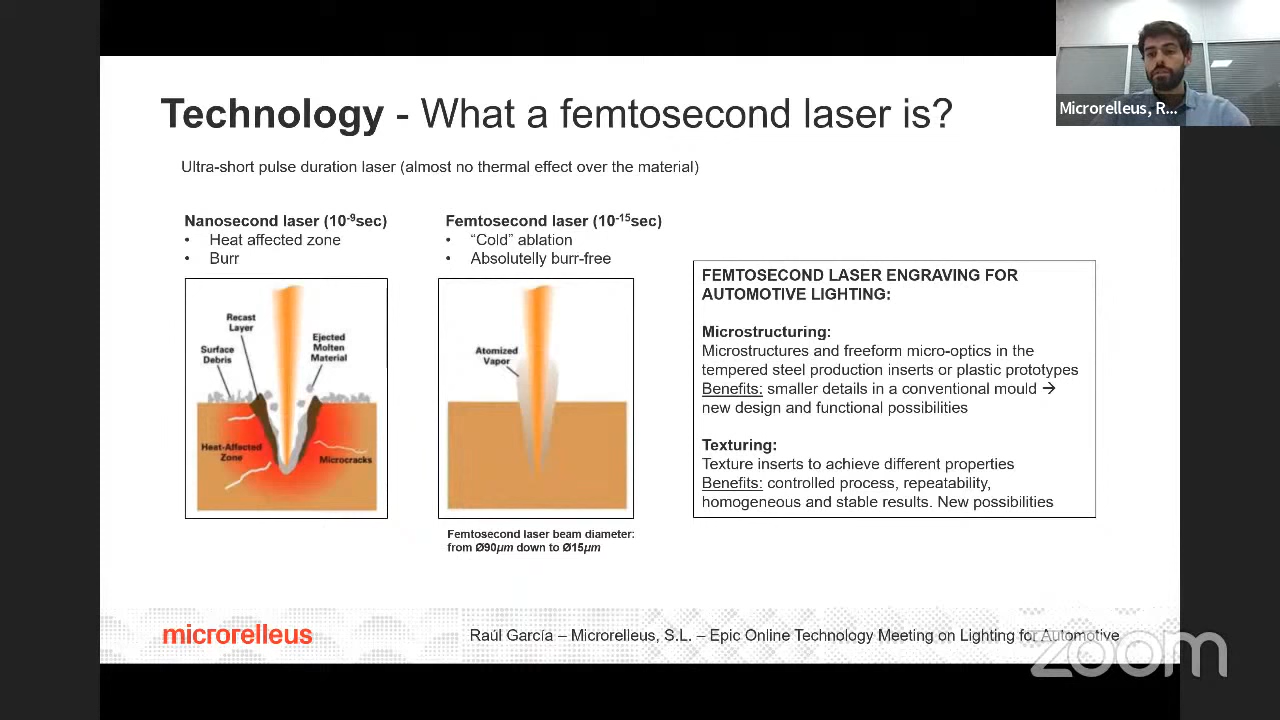 Technology - What a femtosecond laser is?
Microrelleus, R...
Ultra-short pulse duration laser (almost no thermal effect over the material)
Nanosecond laser (10-9sec)
• Heat affected zone
• Burr
Recast
Layer
Surface
Debris
Ejected
Molten
Material
Heat-Affected
Zone
Microcracks
Femtosecond laser (10-15sec)
• “Cold” ablation
• Absolutelly burr-free
Atomized
Vapor
Femtosecond laser beam diameter:
from Ø90µm down to Ø15µm
FEMTOSECOND LASER ENGRAVING FOR
AUTOMOTIVE LIGHTING:
Microstructuring:
Microstructures and freeform micro-optics in the
tempered steel production inserts or plastic prototypes
Benefits: smaller details in a conventional mould →
new design and functional possibilities
Texturing:
Texture inserts to achieve different properties
Benefits: controlled process, repeatability,
homogeneous and stable results. New possibilities
microrelleus
Raúl García – Microrelleus, S.L. – Epic Online Technology Meeting on Lighting for Automotive
zoom